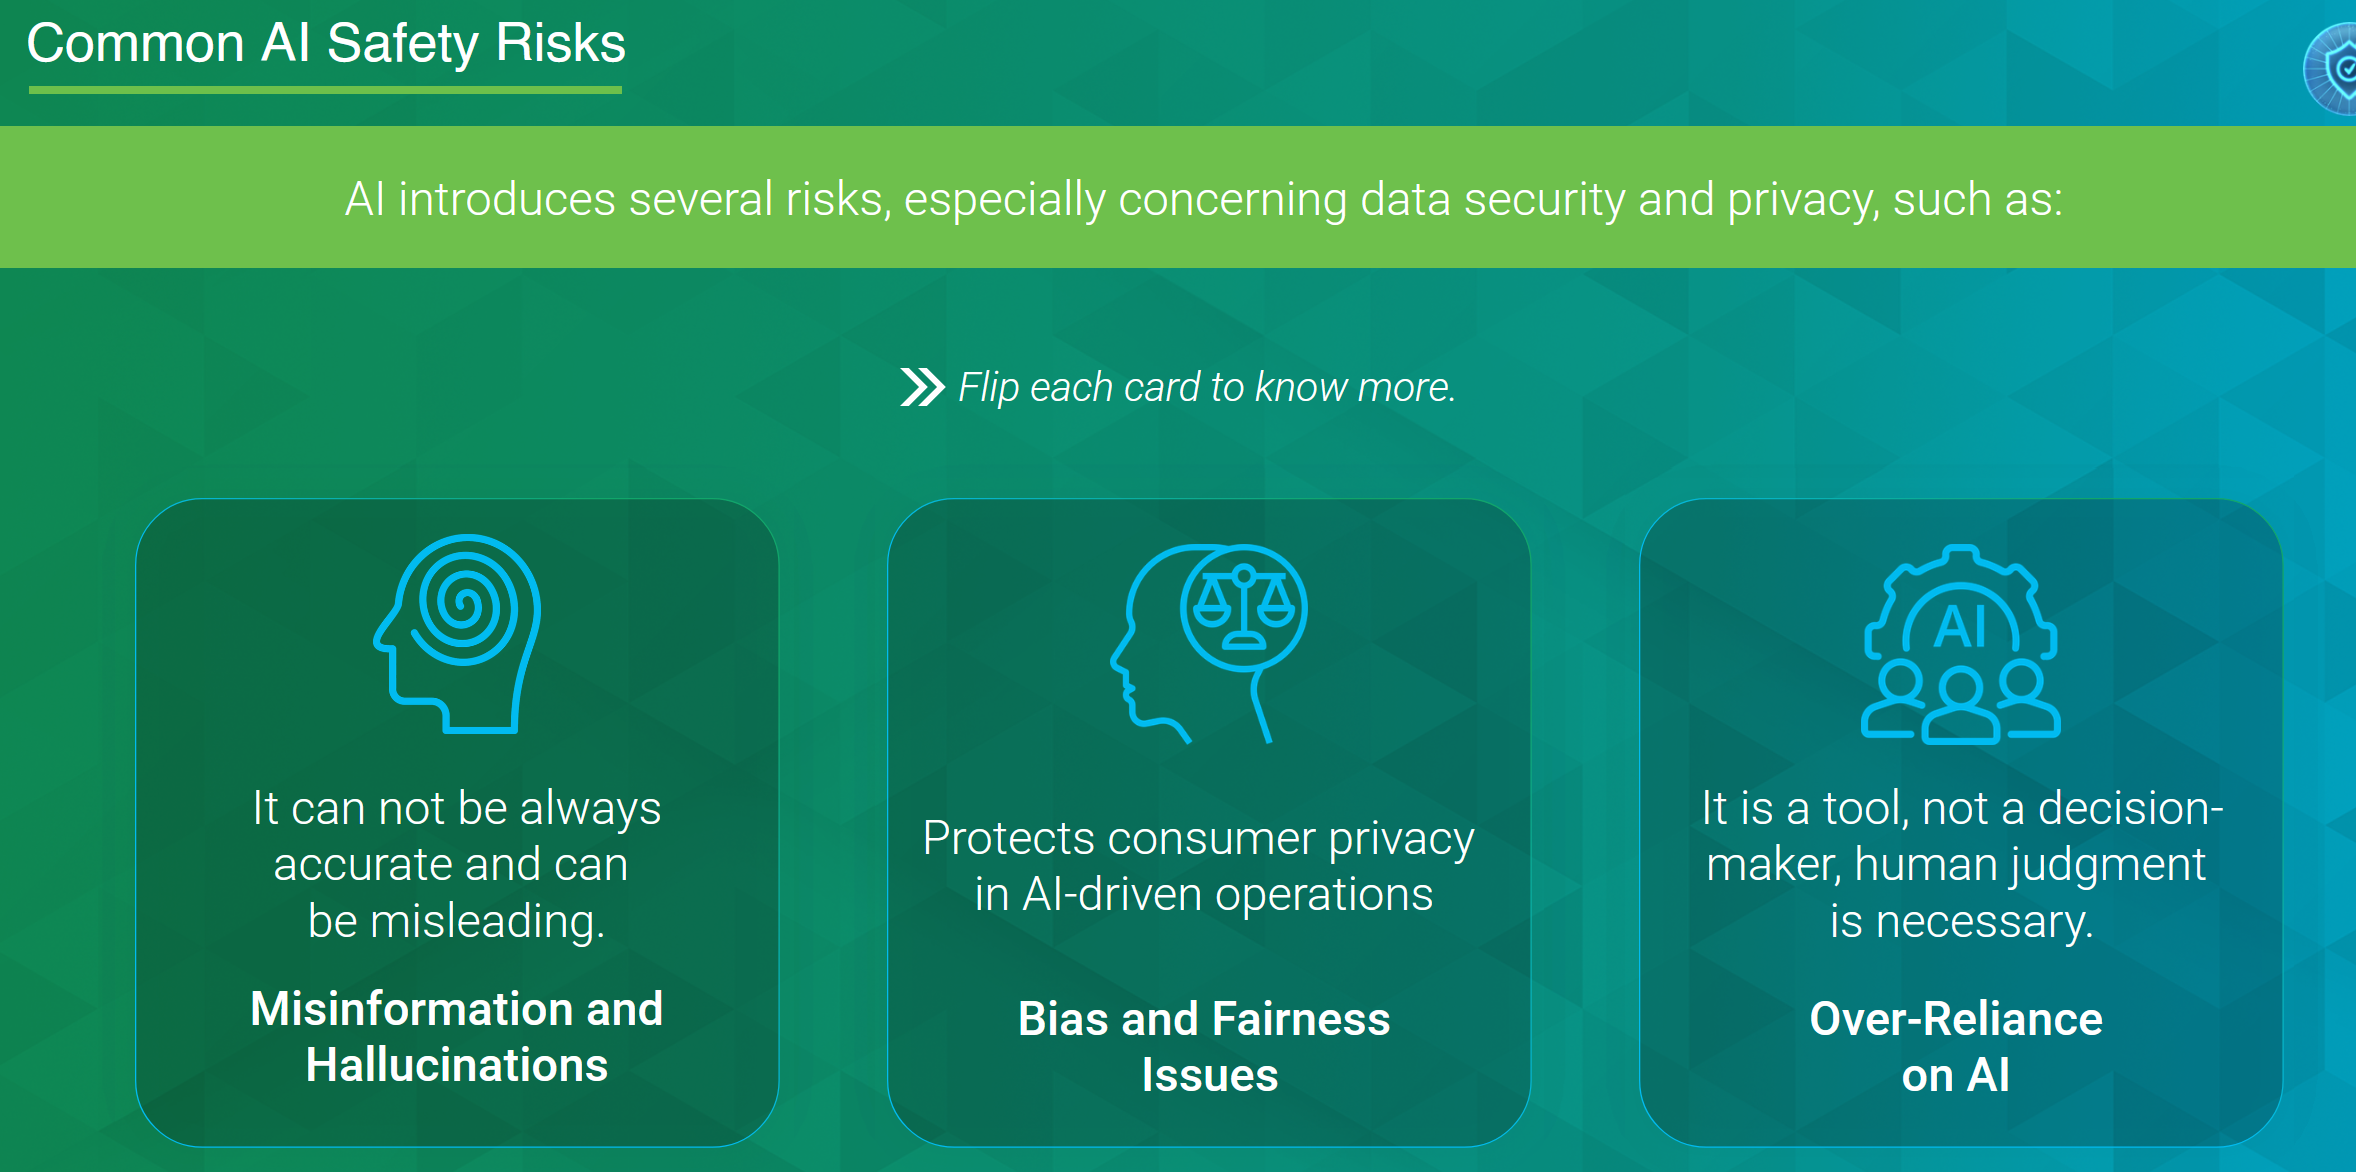 Common AI Safety Risks
AI introduces several risks, especially concerning data security and privacy, such as:
Flip each card to know more.
AI
It can not be always
accurate and can
be misleading.
Misinformation and
Hallucinations
Protects consumer privacy
in AI-driven operations
Bias and Fairness
Issues
It is a tool, not a decision-
maker, human judgment
is necessary.
Over-Reliance
on AI